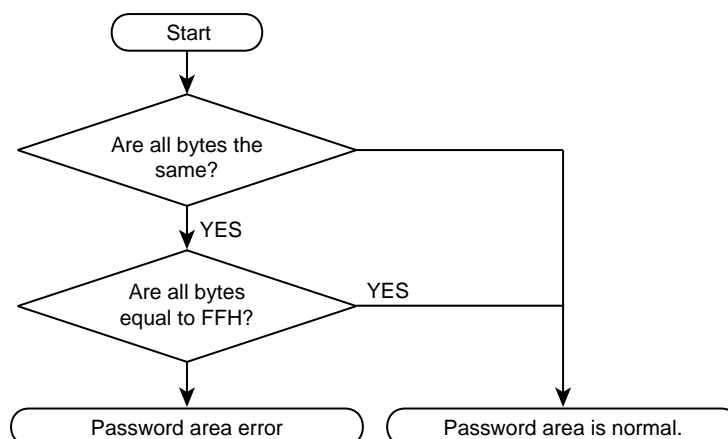 Start
Are all bytes the
same?
YES
Are all bytes
equal to FFH?
YES
Password area error
Password area is normal.